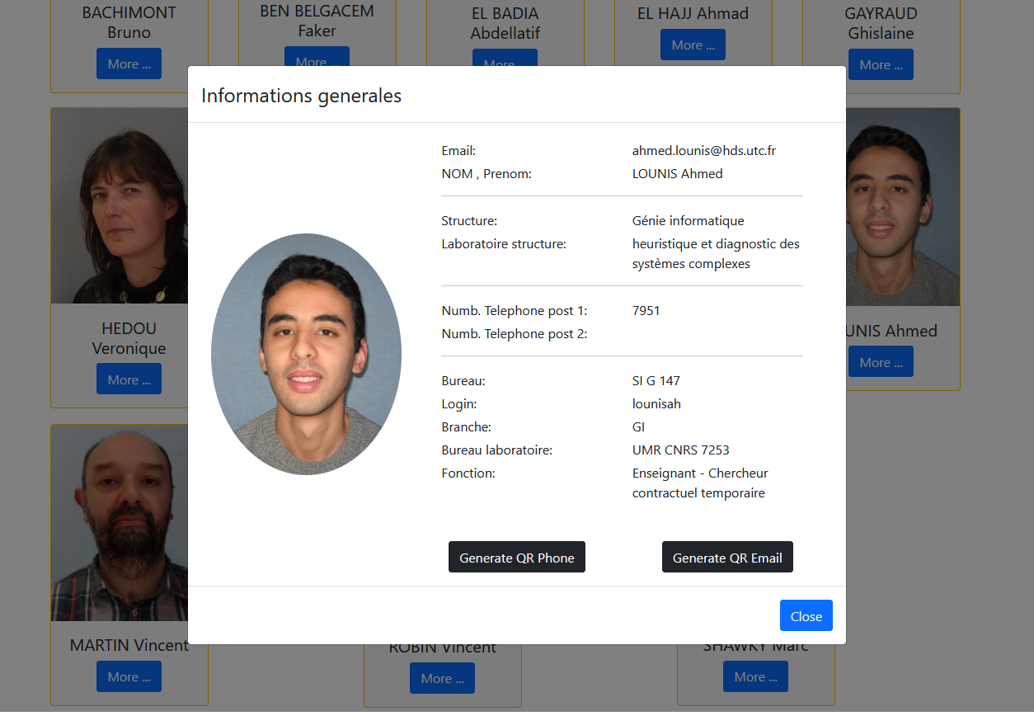 BACHIMONT
Bruno
More ...
BEN BELGACEM
Faker
More ...
EL BADIA
Abdellatif
More ...
EL HAJJ Ahmad
More ...
GAYRAUD
Ghislaine
More ...
Informations generales
Email: ahmed.lounis@hds.utc.fr
NOM , Prenom: LOUNIS Ahmed
Structure: Génie informatique
Laboratoire structure: heuristique et diagnostic des
systèmes complexes
Numb. Telephone post 1: 7951
Numb. Telephone post 2:
Bureau: SI G 147
Login: lounisah
Branche: GI
Bureau laboratoire: UMR CNRS 7253
Fonction: Enseignant - Chercheur
contractuel temporaire
Generate QR Phone
Generate QR Email
Close
HEDOU
Veronique
More ...
UNIS Ahmed
More ...
MARTIN Vincent
More ...
ROBIN Vincent
More ...
SHAWKY Marc
More ...